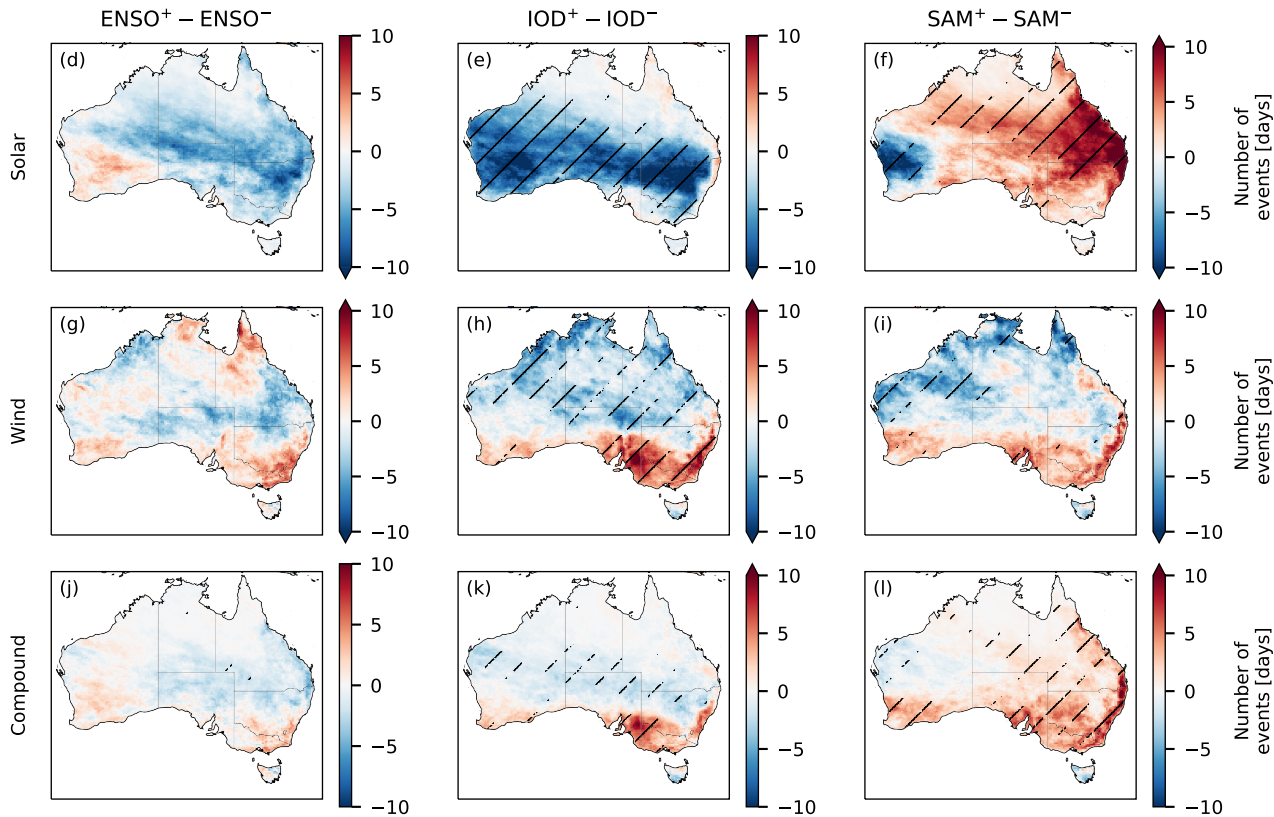 ENSO⁺ − ENSO⁻ IOD⁺ − IOD⁻ SAM⁺ − SAM⁻
Solar
(d)
10
5
0
−5
−10
(e)
10
5
0
−5
−10
(f)
10
5
0
−5
−10
Number of
events [days]
Wind
(g)
10
5
0
−5
−10
(h)
10
5
0
−5
−10
(i)
10
5
0
−5
−10
Number of
events [days]
Compound
(j)
10
5
0
−5
−10
(k)
10
5
0
−5
−10
(l)
10
5
0
−5
−10
Number of
events [days]